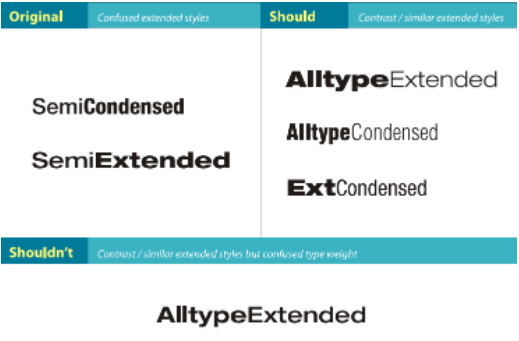 Original Confused extended styles
SemiCondensed
SemiExtended
Should Contrast / similar extended styles
AlltypeExtended
AlltypeCondensed
ExtCondensed
Shouldn't Contrast / similar extended styles but confused type weight
AlltypeExtended